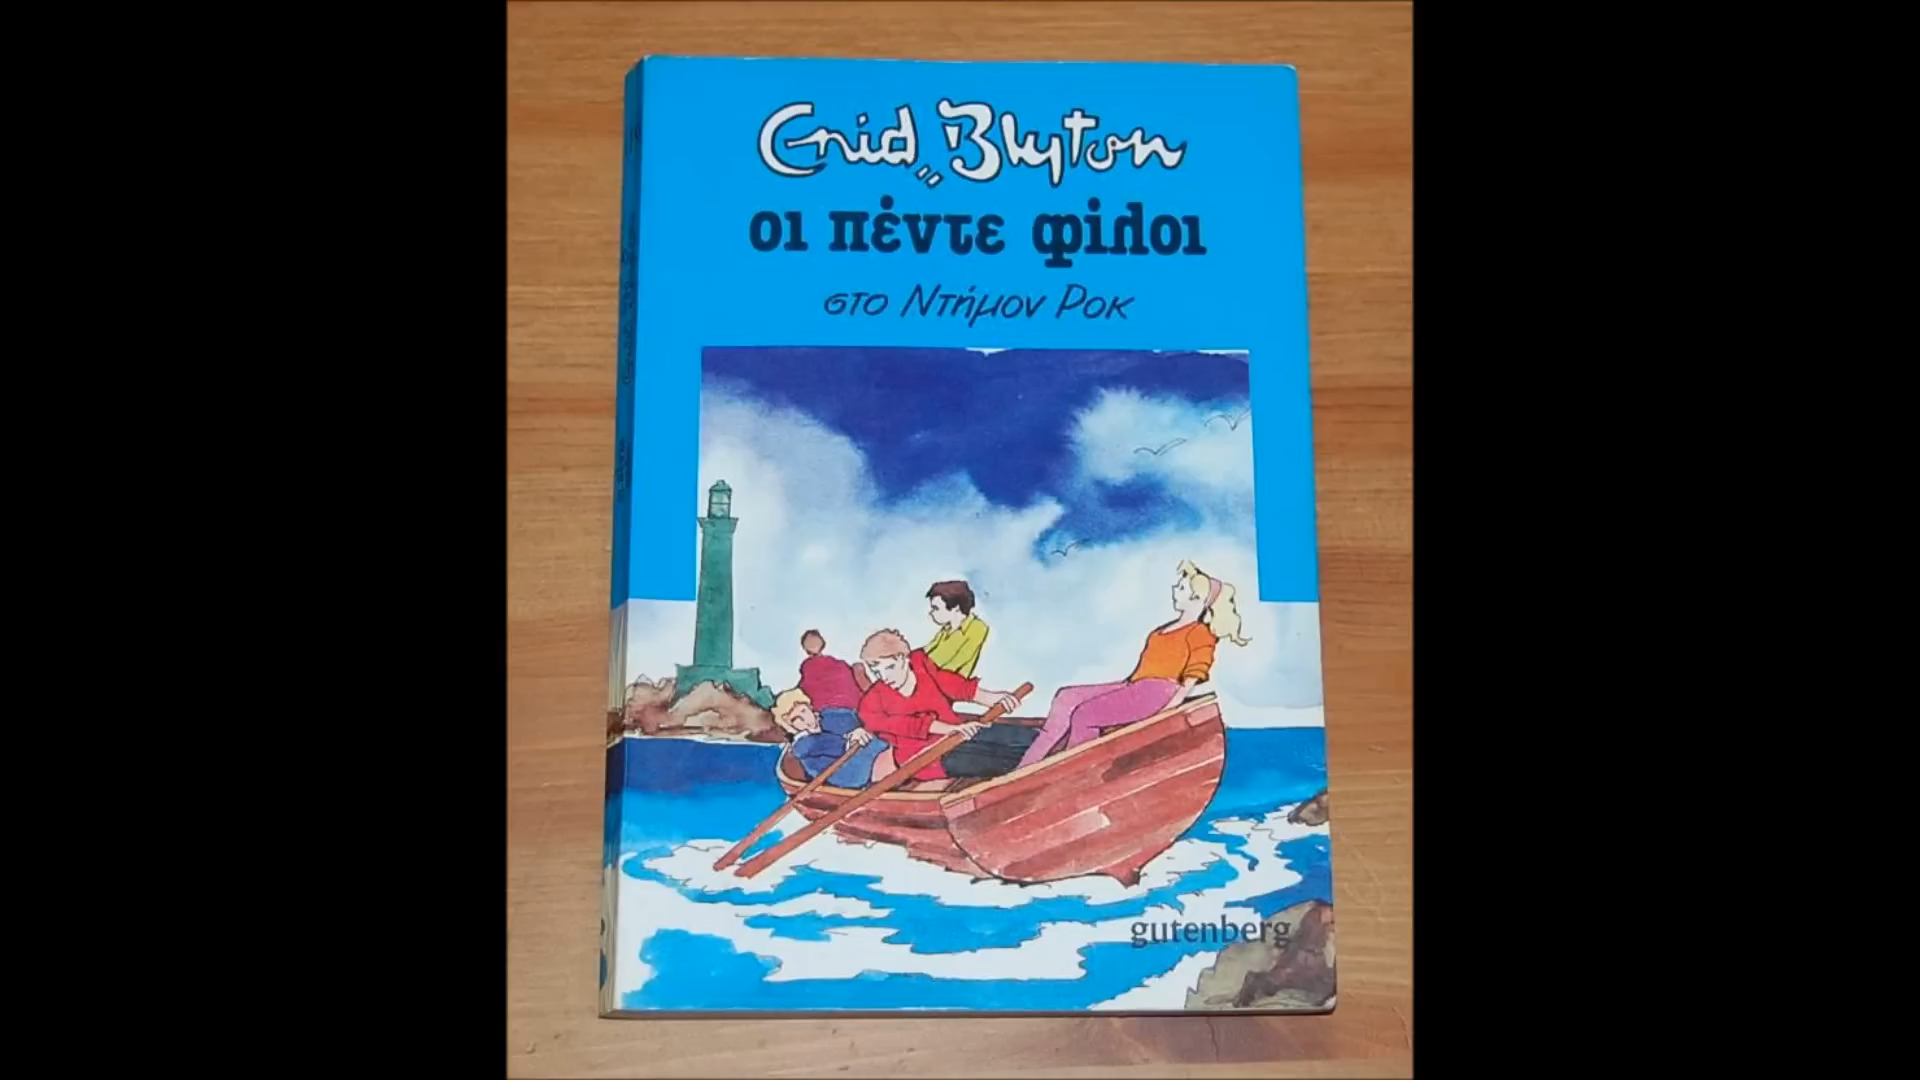 Enid Blyton
οι πέντε φίλοι
στο Ντήμον Ροκ
gutenberg